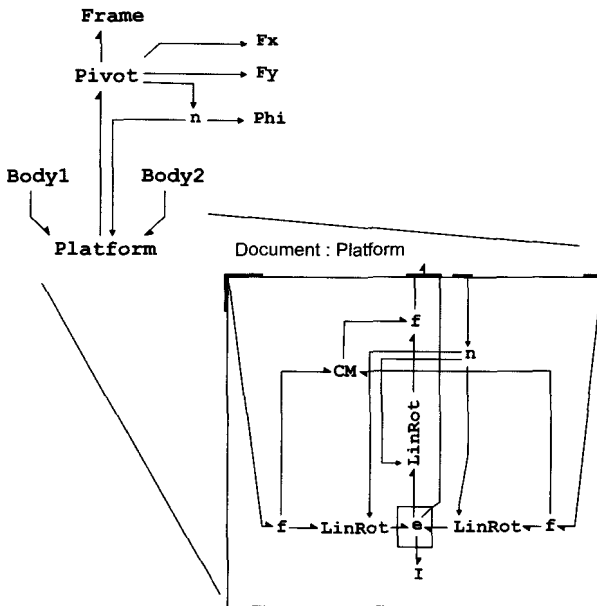 Frame
Fx
Pivot
Fy
n
Phi
Body1
Body2
Platform
Document : Platform
f
n
CM
LinRot
f
LinRot
e
LinRot
f
I